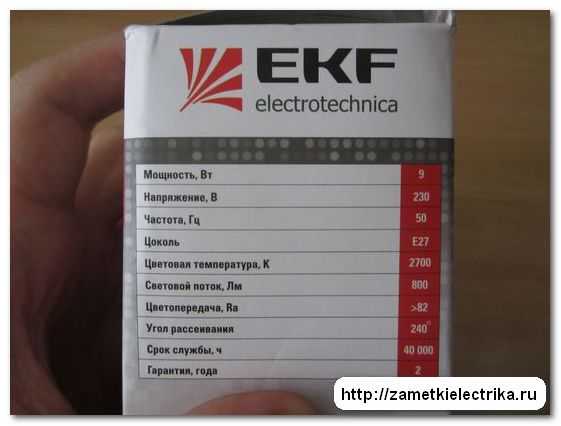 EKF
electrotechnica
Мощность, Вт 9
Напряжение, В 230
Частота, Гц 50
Цоколь E27
Цветовая температура, К 2700
Световой поток, Лм 800
Цветопередача, Ra >82
Угол рассеивания 240°
Срок службы, ч 40 000
Гарантия, года 2
http://zametkielectrika.ru